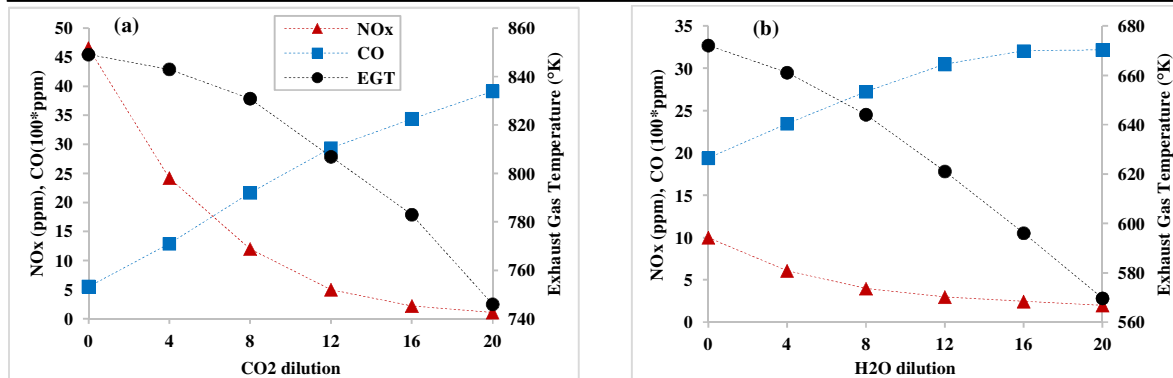 (a)
NOx
CO
EGT
NOx (ppm), CO(100*ppm)
50
45
40
35
30
25
20
15
10
5
0
860
840
820
800
780
760
740
Exhaust Gas Temperature (°K)
0 4 8 12 16 20
CO2 dilution
(b)
NOx (ppm), CO (100*ppm)
35
30
25
20
15
10
5
0
680
660
640
620
600
580
560
Exhaust Gas Temperature (°K)
0 4 8 12 16 20
H2O dilution